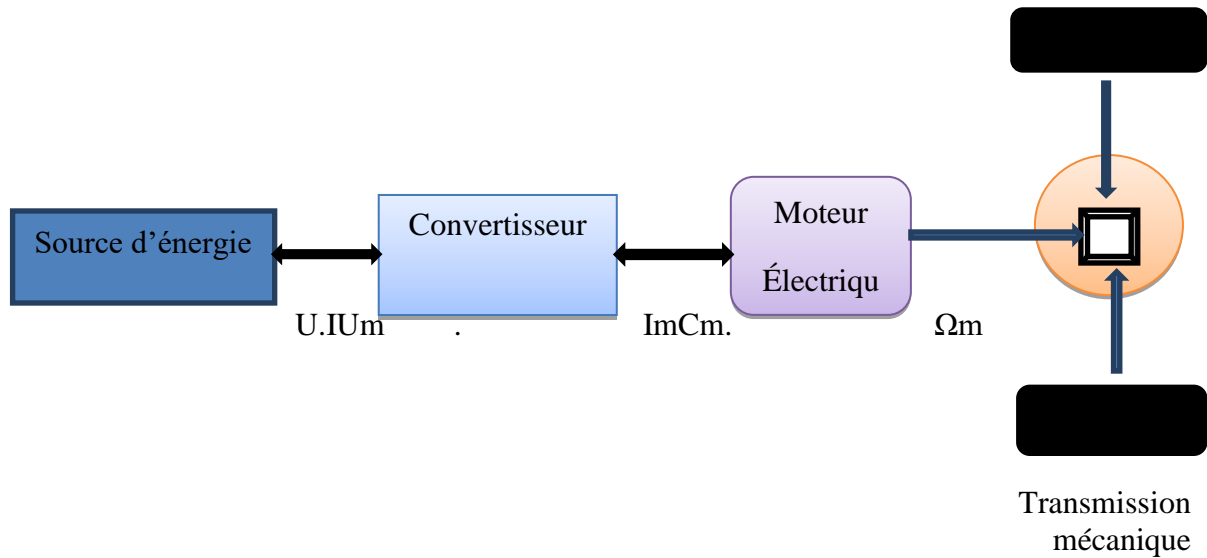 Source d'énergie
Convertisseur
Moteur
Électriqu
U.IUm .
ImCm.
Ωm
Transmission
mécanique